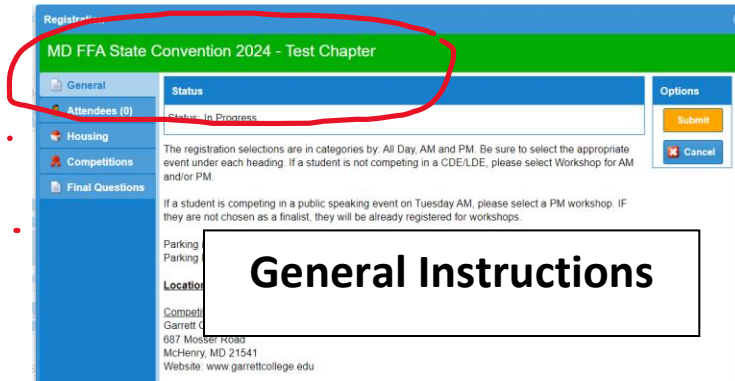 Registration
MD FFA State Convention 2024 - Test Chapter
General
Attendees (0)
Housing
Competitions
Final Questions
Status
Status: In Progress
The registration selections are in categories by: All Day, AM and PM. Be sure to select the appropriate
event under each heading. If a student is not competing in a CDE/LDE, please select Workshop for AM
and/or PM.
If a student is competing in a public speaking event on Tuesday AM, please select a PM workshop. IF
they are not chosen as a finalist, they will be already registered for workshops.
Parking
Parking
Location
Competi
Garrett C
687 Mosser Road
McHenry, MD 21541
Website: www.garrettcollege.edu
General Instructions
Options
Submit
Cancel